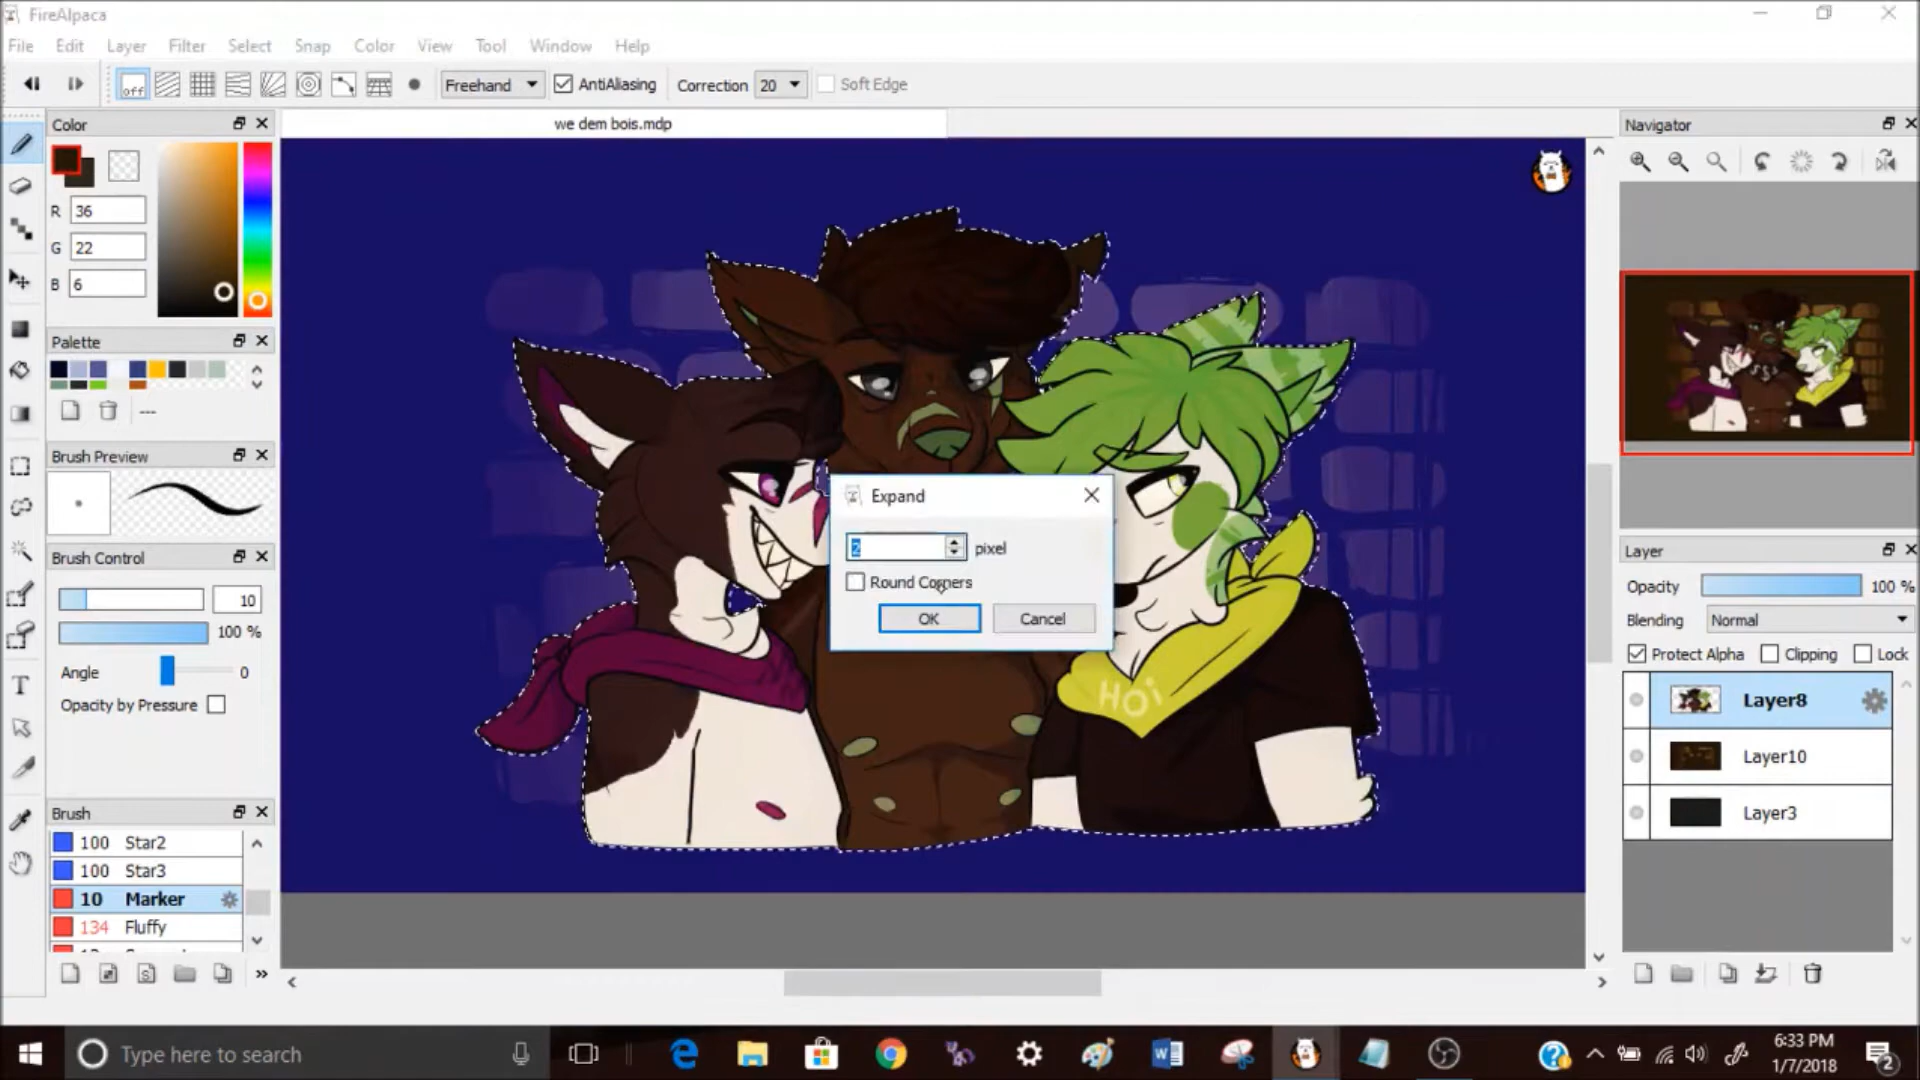 FireAlpaca
File Edit Layer Filter Select Snap Color View Tool Window Help
off Freehand AntiAliasing Correction 20 Soft Edge
Color
we dem bois.mdp
Navigator
R 36
G 22
B 6
Palette
---
Brush Preview
Brush Control
10
100 %
Angle 0
Opacity by Pressure
Expand
2 pixel
Round Corners
OK Cancel
HOi
Layer
Opacity 100 %
Blending Normal
Protect Alpha Clipping Lock
Layer8
Layer10
Layer3
Brush
100 Star2
100 Star3
10 Marker
134 Fluffy
T
S
»
Type here to search
6:33 PM
1/7/2018
2